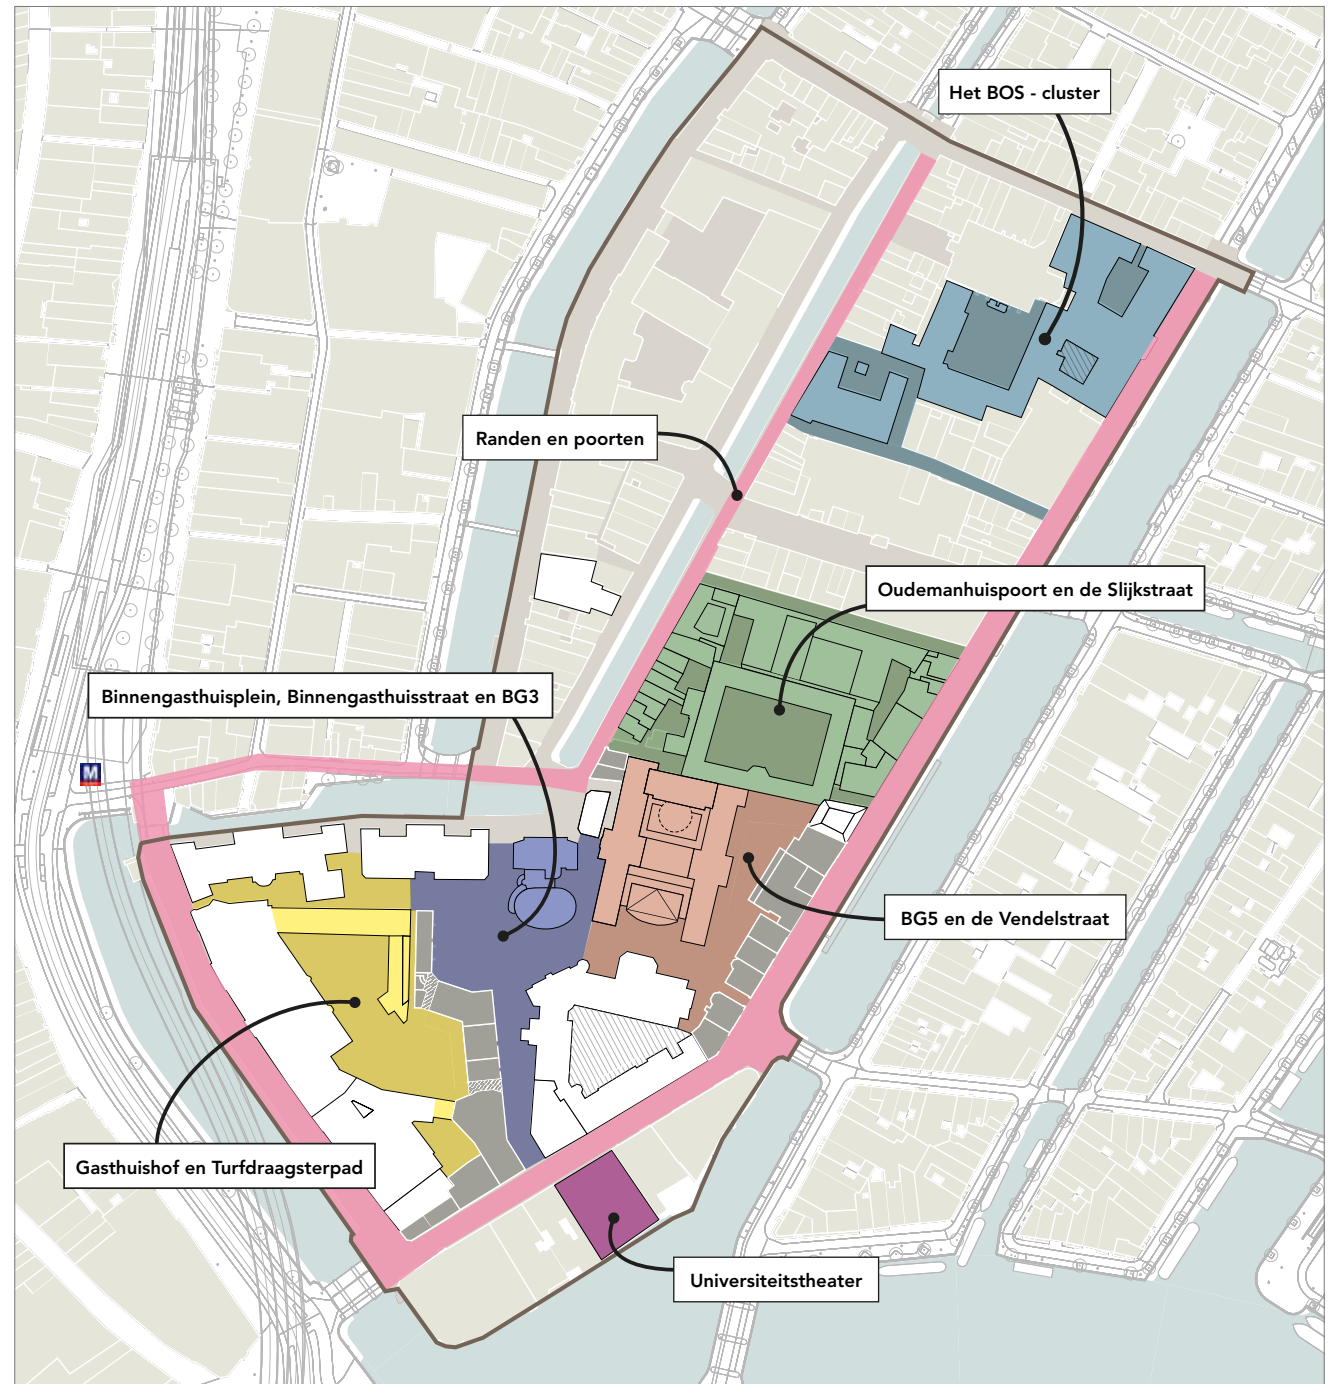 Het BOS - cluster
Randen en poorten
Oudemanhuispoort en de Slijkstraat
Binnengasthuisplein, Binnengasthuisstraat en BG3
M
BG5 en de Vendelstraat
Gasthuishof en Turfdraagsterpad
Universiteitstheater